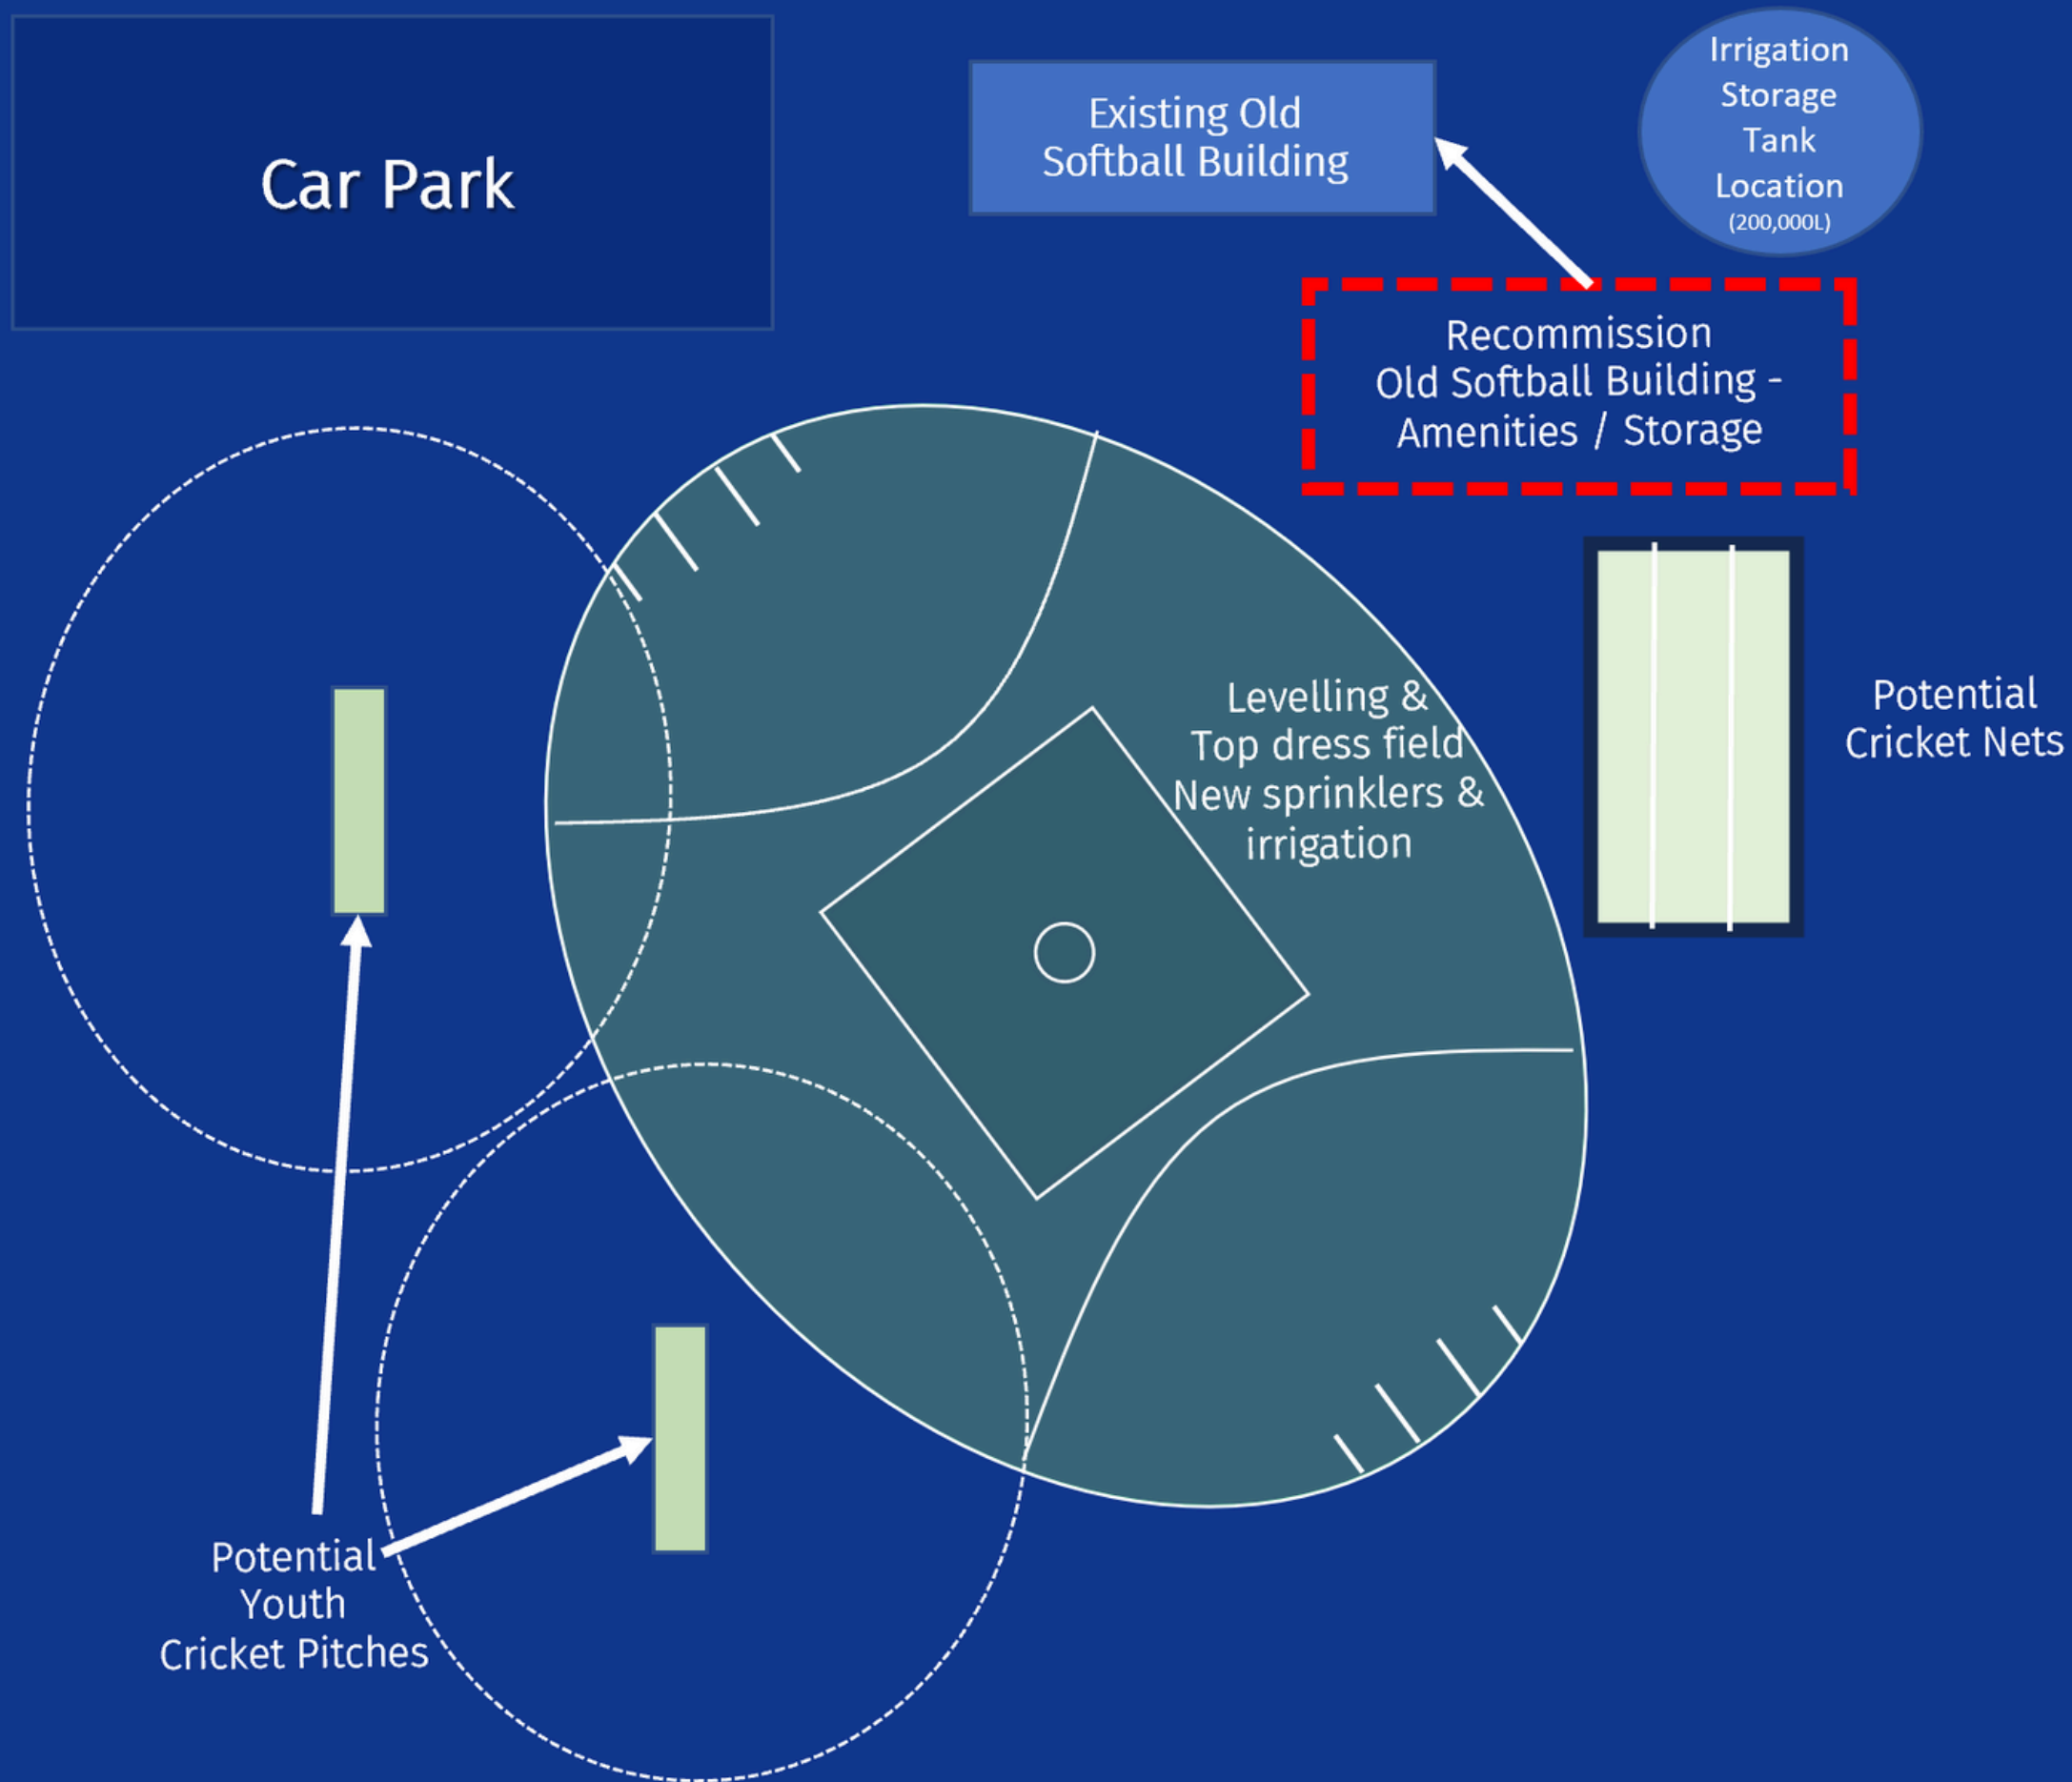 Car Park
Existing Old
Softball Building
Irrigation
Storage
Tank
Location
(200,000L)
Recommission
Old Softball Building -
Amenities / Storage
Levelling &
Top dress field
New sprinklers &
irrigation
Potential
Cricket Nets
Potential
Youth
Cricket Pitches